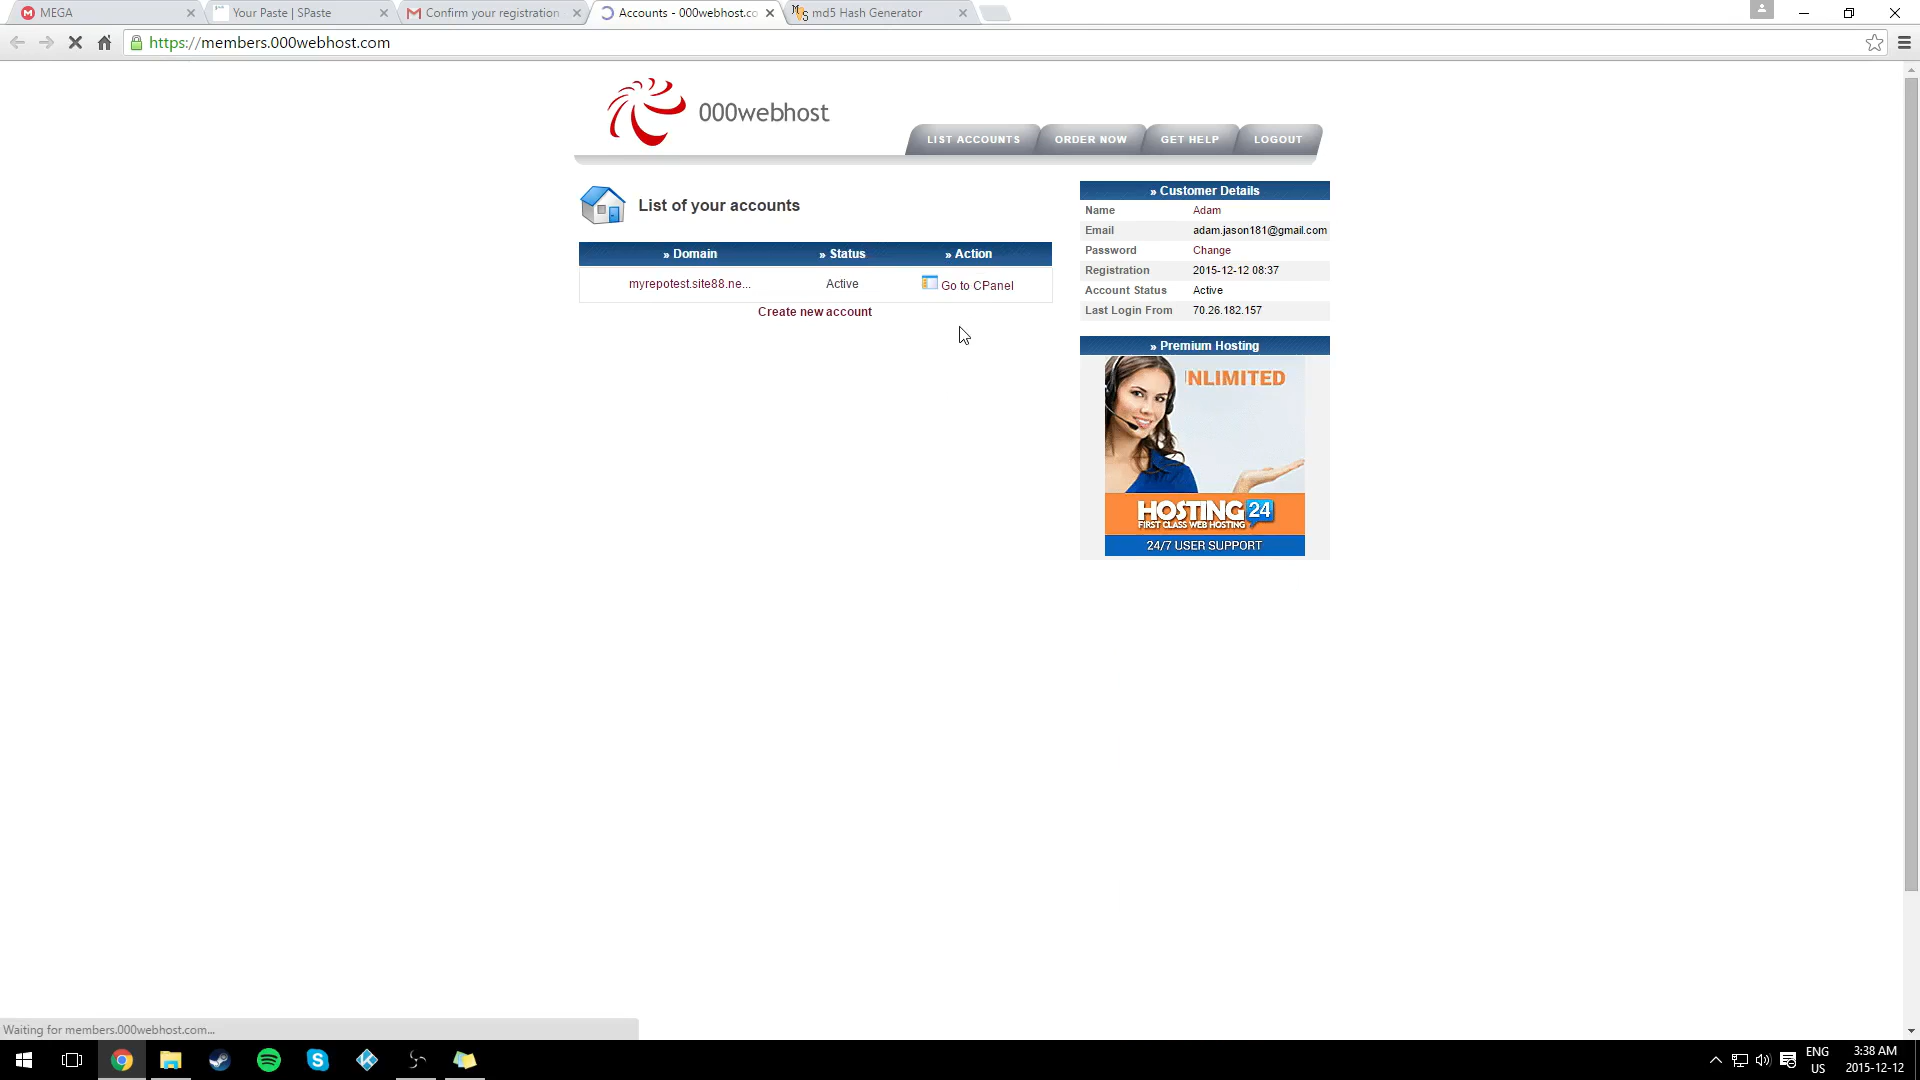 MEGA
Your Paste | SPaste
Confirm your registration
Accounts - 000webhost.co
md5 Hash Generator
https://members.000webhost.com
000webhost
LIST ACCOUNTS
ORDER NOW
GET HELP
LOGOUT
List of your accounts
» Domain
» Status
» Action
myrepotest.site88.ne...
Active
Go to CPanel
Create new account
» Customer Details
Name
Adam
Email
adam.jason181@gmail.com
Password
Change
Registration
2015-12-12 08:37
Account Status
Active
Last Login From
70.26.182.157
» Premium Hosting
NLIMITED
HOSTING 24
FIRST CLASS WEB HOSTING
24/7 USER SUPPORT
Waiting for members.000webhost.com...
ENG
US
3:38 AM
2015-12-12